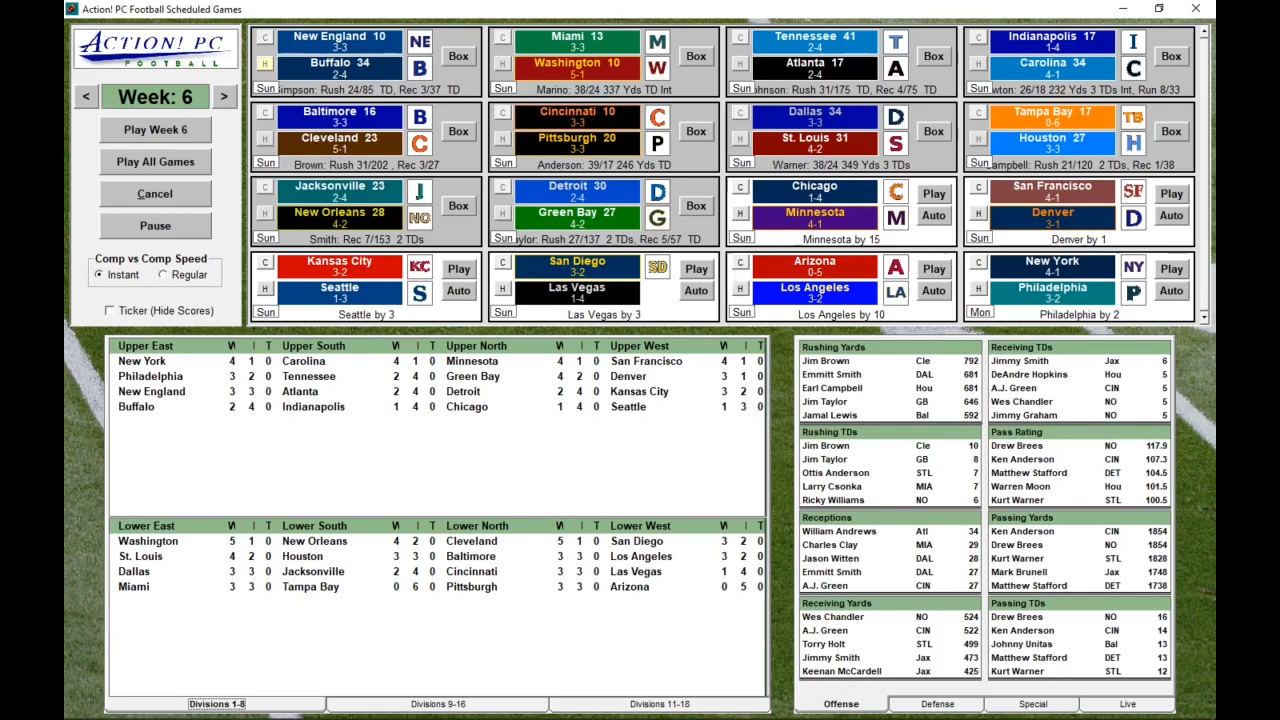 Action! PC Football Scheduled Games
ACTION! PC
FOOTBALL
< Week: 6 >
Play Week 6
Play All Games
Cancel
Pause
Comp vs Comp Speed
Instant Regular
Ticker (Hide Scores)
C New England 10 NE
3-3
H Buffalo 34 B Box
2-4
Sun impson: Rush 24/85 TD, Rec 3/37 TD
C Miami 13 M
3-3
H Washington 10 W Box
5-1
Sun Marino: 38/24 337 Yds TD Int
C Tennessee 41 T
2-4
H Atlanta 17 A Box
2-4
Sun hnson: Rush 31/175 TD, Rec 4/75 TD
C Indianapolis 17 I
1-4
H Carolina 34 C Box
4-1
Sun wton: 26/18 232 Yds 3 TDs Int, Run 8/33
C Baltimore 16 B
3-3
H Cleveland 23 C Box
5-1
Sun Brown: Rush 31/202 , Rec 3/27
C Cincinnati 10 C
3-3
H Pittsburgh 20 P Box
3-3
Sun Anderson: 39/17 246 Yds TD
C Dallas 34 D
3-3
H St. Louis 31 S Box
4-2
Sun Warner: 38/24 349 Yds 3 TDs
C Tampa Bay 17 TB
0-6
H Houston 27 H Box
3-3
Sun ampbell: Rush 21/120 2 TDs, Rec 1/38
C Jacksonville 23 J
2-4
H New Orleans 28 NO Box
4-2
Sun Smith: Rec 7/153 2 TDs
C Detroit 30 D
2-4
H Green Bay 27 G Box
4-2
Sun ylor: Rush 27/137 2 TDs, Rec 5/57 TD
C Chicago C Play
1-4
H Minnesota M Auto
4-1
Sun Minnesota by 15
C San Francisco SF Play
4-1
H Denver D Auto
3-1
Sun Denver by 1
C Kansas City KC Play
3-2
H Seattle S Auto
1-3
Sun Seattle by 3
C San Diego SD Play
3-2
H Las Vegas Auto
1-4
Sun Las Vegas by 3
C Arizona A Play
0-5
H Los Angeles LA Auto
3-2
Sun Los Angeles by 10
C New York NY Play
4-1
H Philadelphia P Auto
3-2
Mon Philadelphia by 2
Upper East W l T Upper South W l T Upper North W l T Upper West W l T
New York 4 1 0 Carolina 4 1 0 Minnesota 4 1 0 San Francisco 4 1 0
Philadelphia 3 2 0 Tennessee 2 4 0 Green Bay 4 2 0 Denver 3 1 0
New England 3 3 0 Atlanta 2 4 0 Detroit 2 4 0 Kansas City 3 2 0
Buffalo 2 4 0 Indianapolis 1 4 0 Chicago 1 4 0 Seattle 1 3 0
Lower East W l T Lower South W l T Lower North W l T Lower West W l T
Washington 5 1 0 New Orleans 4 2 0 Cleveland 5 1 0 San Diego 3 2 0
St. Louis 4 2 0 Houston 3 3 0 Baltimore 3 3 0 Los Angeles 3 2 0
Dallas 3 3 0 Jacksonville 2 4 0 Cincinnati 3 3 0 Las Vegas 1 4 0
Miami 3 3 0 Tampa Bay 0 6 0 Pittsburgh 3 3 0 Arizona 0 5 0
Divisions 1-8 Divisions 9-16 Divisions 11-18
Rushing Yards
Jim Brown Cle 792
Emmitt Smith DAL 681
Earl Campbell Hou 681
Jim Taylor GB 646
Jamal Lewis Bal 592
Receiving TDs
Jimmy Smith Jax 6
DeAndre Hopkins Hou 5
A.J. Green CIN 5
Wes Chandler NO 5
Jimmy Graham NO 5
Rushing TDs
Jim Brown Cle 10
Jim Taylor GB 8
Ottis Anderson STL 7
Larry Csonka MIA 7
Ricky Williams NO 6
Pass Rating
Drew Brees NO 117.9
Ken Anderson CIN 107.3
Matthew Stafford DET 104.5
Warren Moon Hou 101.5
Kurt Warner STL 100.5
Receptions
William Andrews Atl 34
Charles Clay MIA 29
Jason Witten DAL 28
Emmitt Smith DAL 27
A.J. Green CIN 27
Passing Yards
Ken Anderson CIN 1854
Drew Brees NO 1854
Kurt Warner STL 1828
Mark Brunell Jax 1748
Matthew Stafford DET 1738
Receiving Yards
Wes Chandler NO 524
A.J. Green CIN 522
Torry Holt STL 499
Jimmy Smith Jax 473
Keenan McCardell Jax 425
Passing TDs
Drew Brees NO 16
Ken Anderson CIN 14
Johnny Unitas Bal 13
Matthew Stafford DET 13
Kurt Warner STL 12
Offense Defense Special Live